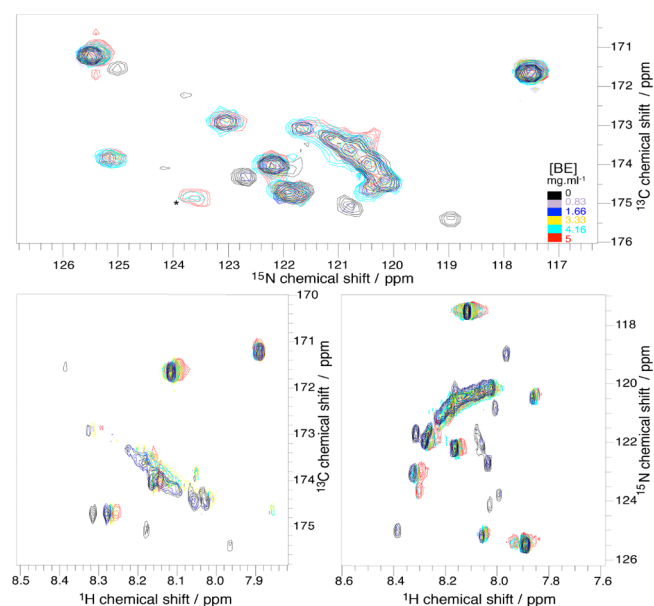 171
172
173
174
175
176
13C chemical shift / ppm
[BE]
mg.ml-1
0
0.83
1.66
3.33
4.16
5
*
126 125 124 123 122 121 120 119 118 117
15N chemical shift / ppm
170
171
172
173
174
175
13C chemical shift / ppm
8.5 8.4 8.3 8.2 8.1 8.0 7.9
1H chemical shift / ppm
118
120
122
124
126
15N chemical shift / ppm
8.6 8.4 8.2 8.0 7.8 7.6
1H chemical shift / ppm